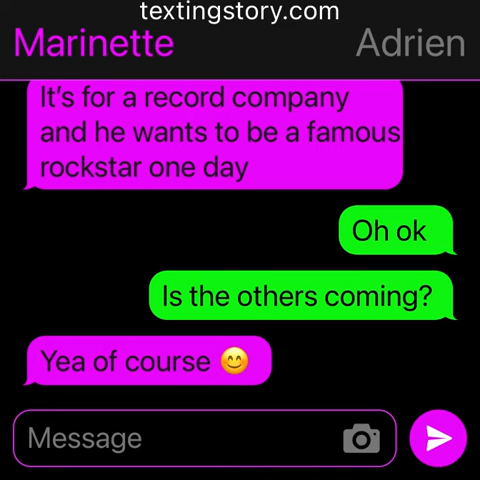 textingstory.com
Marinette Adrien
It's for a record company
and he wants to be a famous
rockstar one day
Oh ok
Is the others coming?
Yea of course 😊
Message